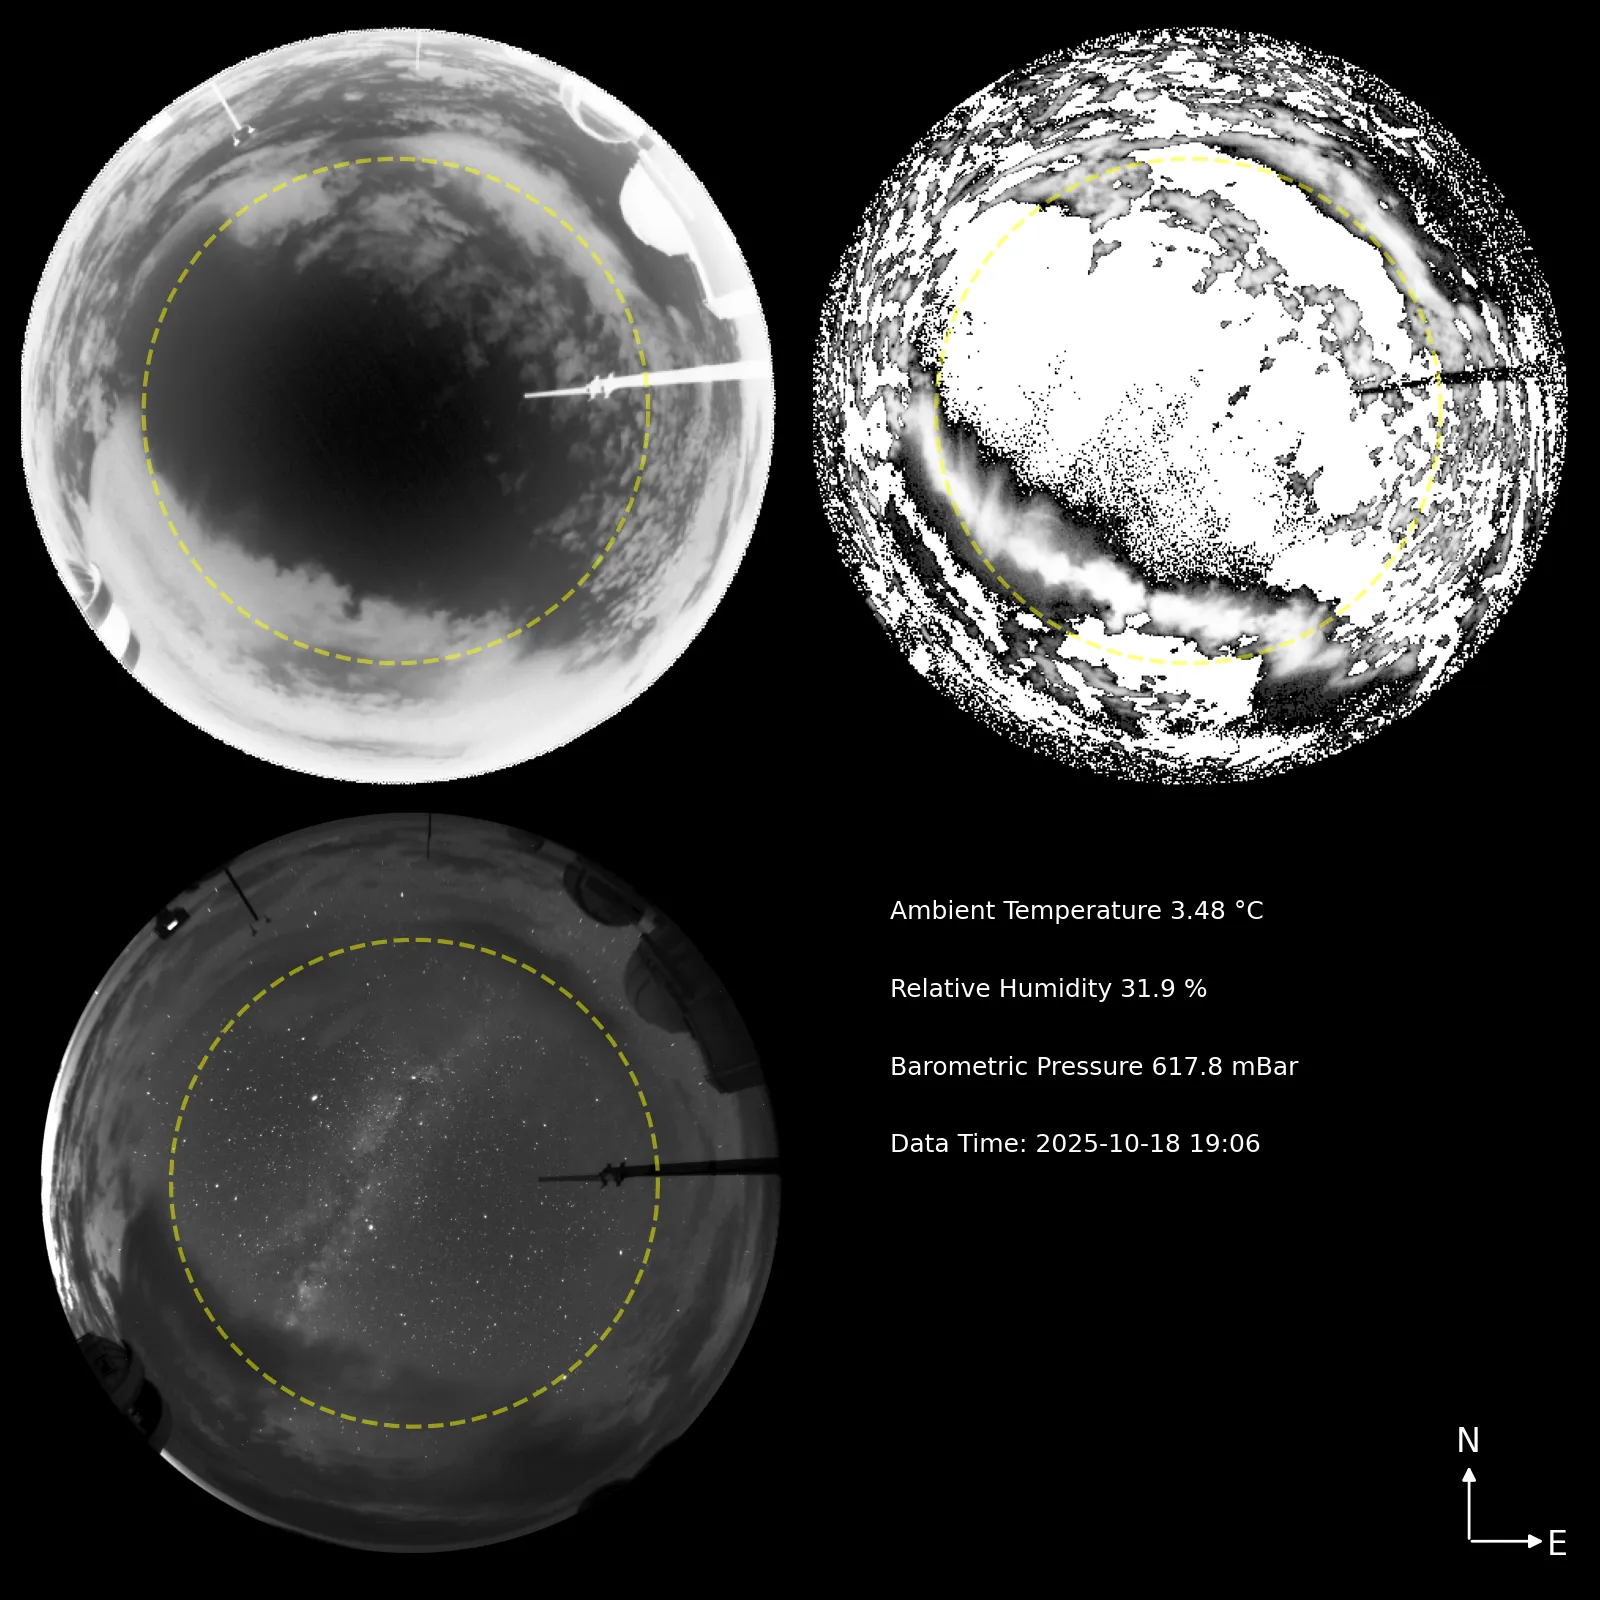 Ambient Temperature 3.48 °C
Relative Humidity 31.9 %
Barometric Pressure 617.8 mBar
Data Time: 2025-10-18 19:06
N
E